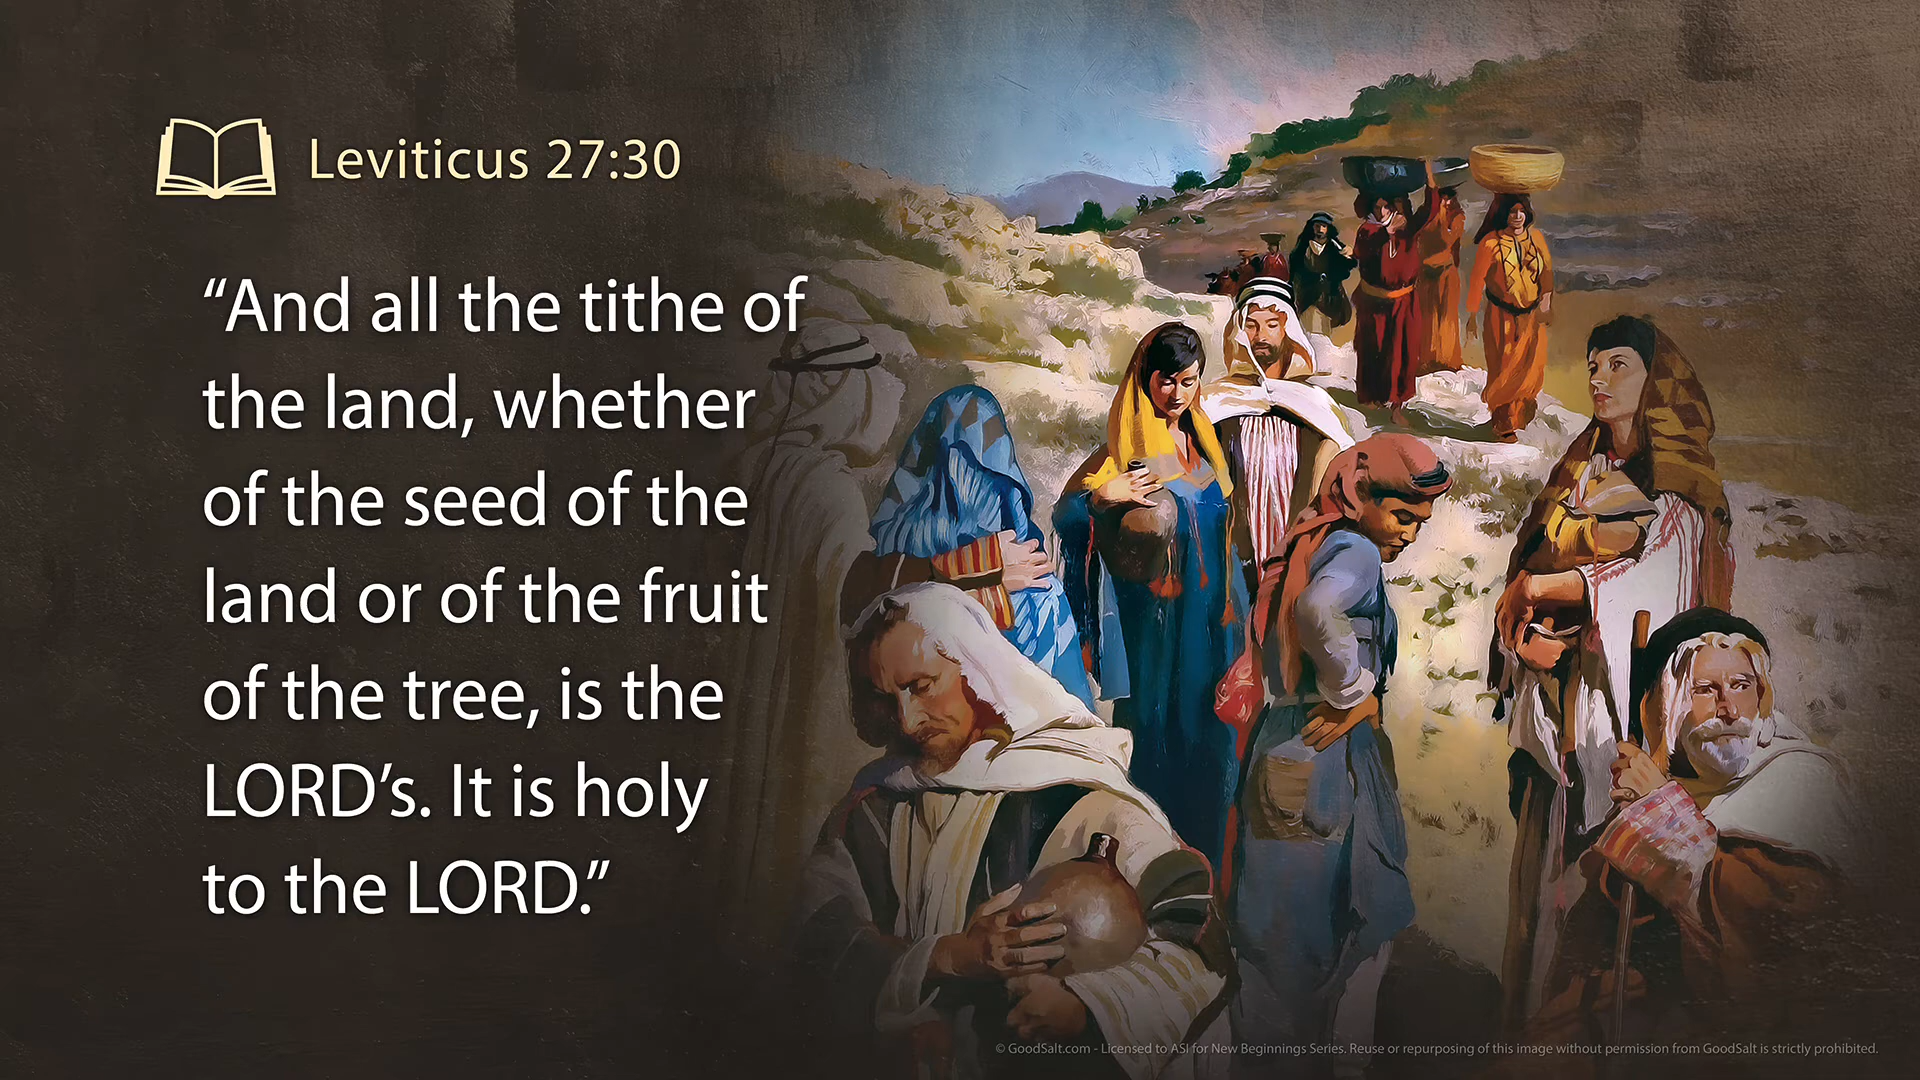 Leviticus 27:30
“And all the tithe of
the land, whether
of the seed of the
land or of the fruit
of the tree, is the
LORD’s. It is holy
to the LORD.”
© GoodSalt.com - Licensed to ASI for New Beginnings Series. Reuse or repurposing of this image without permission from GoodSalt is strictly prohibited.